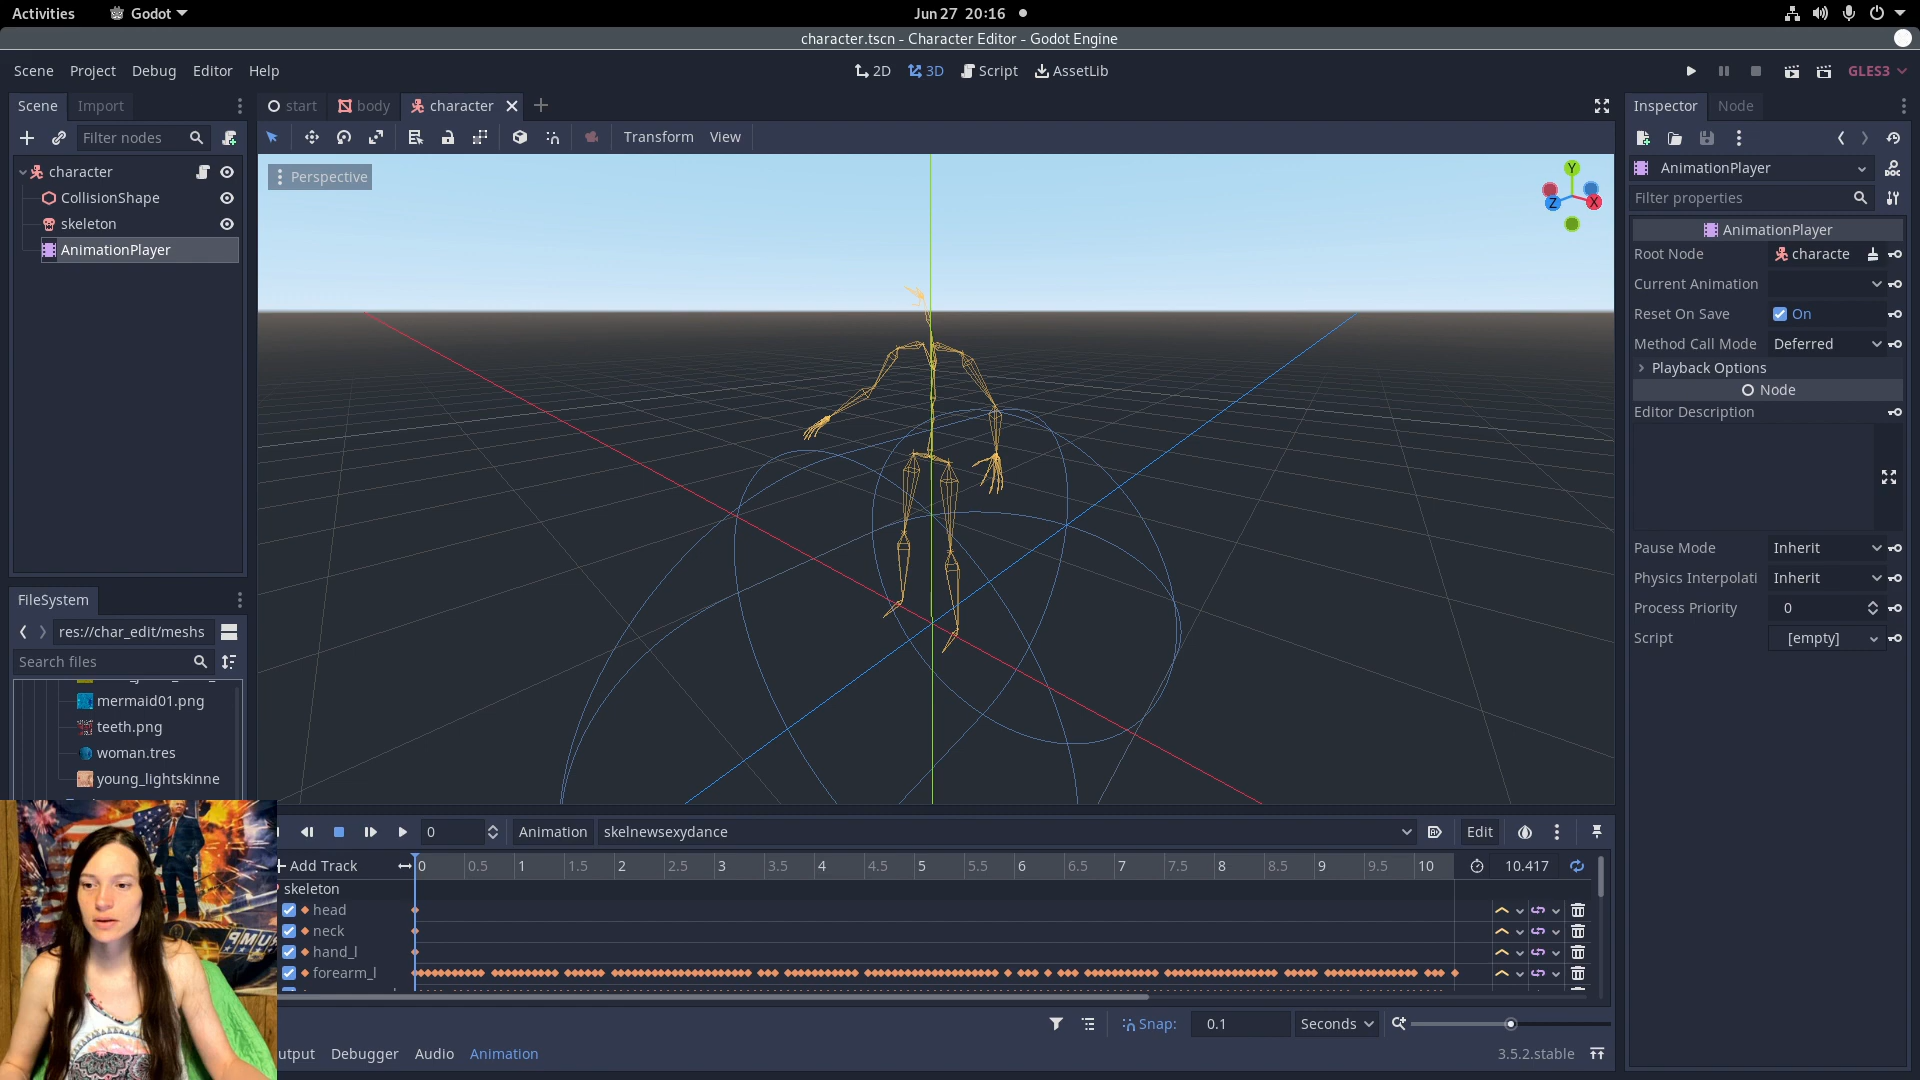 Activities
Godot
Jun 27 20:16
character.tscn - Character Editor - Godot Engine
Scene Project Debug Editor Help
2D 3D Script AssetLib
GLES3
Scene Import
start body character
Inspector Node
Filter nodes
Transform View
character
CollisionShape
skeleton
AnimationPlayer
Perspective
Y
Z
X
AnimationPlayer
Filter properties
AnimationPlayer
Root Node characte
Current Animation
Reset On Save On
Method Call Mode Deferred
Playback Options
Node
Editor Description
Pause Mode Inherit
Physics Interpolati Inherit
Process Priority 0
Script [empty]
FileSystem
res://char_edit/meshs
Search files
mermaid01.png
teeth.png
woman.tres
young_lightskinne
0 Animation skelnewsexydance Edit
Add Track 0 0.5 1 1.5 2 2.5 3 3.5 4 4.5 5 5.5 6 6.5 7 7.5 8 8.5 9 9.5 10 10.417
skeleton
head
neck
hand_l
forearm_l
Snap: 0.1 Seconds
utput Debugger Audio Animation 3.5.2.stable
TRUMP